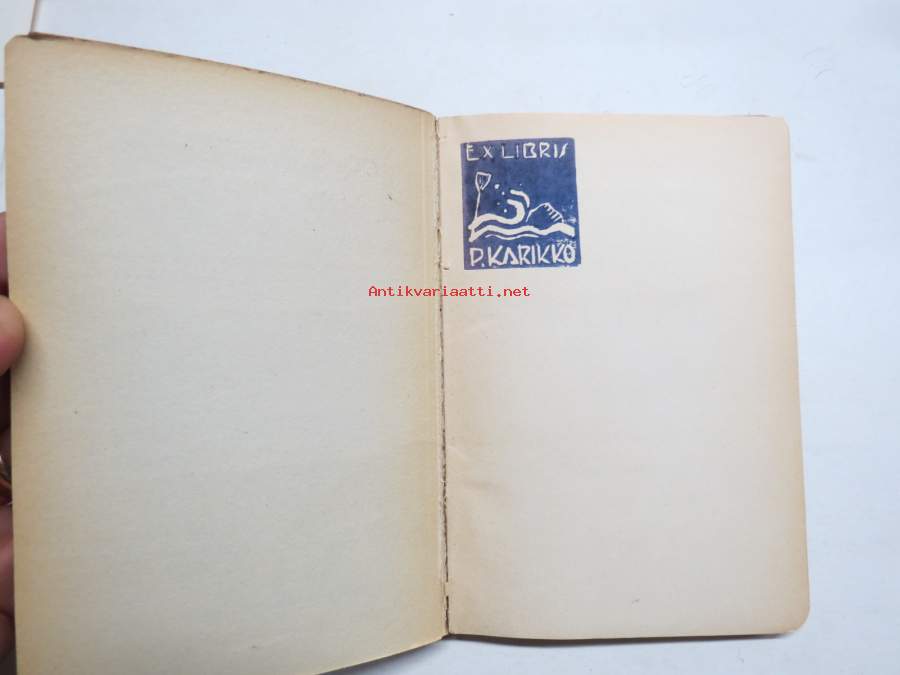 EX LIBRIS
P. KARIKKO
Antikvariaatti.net